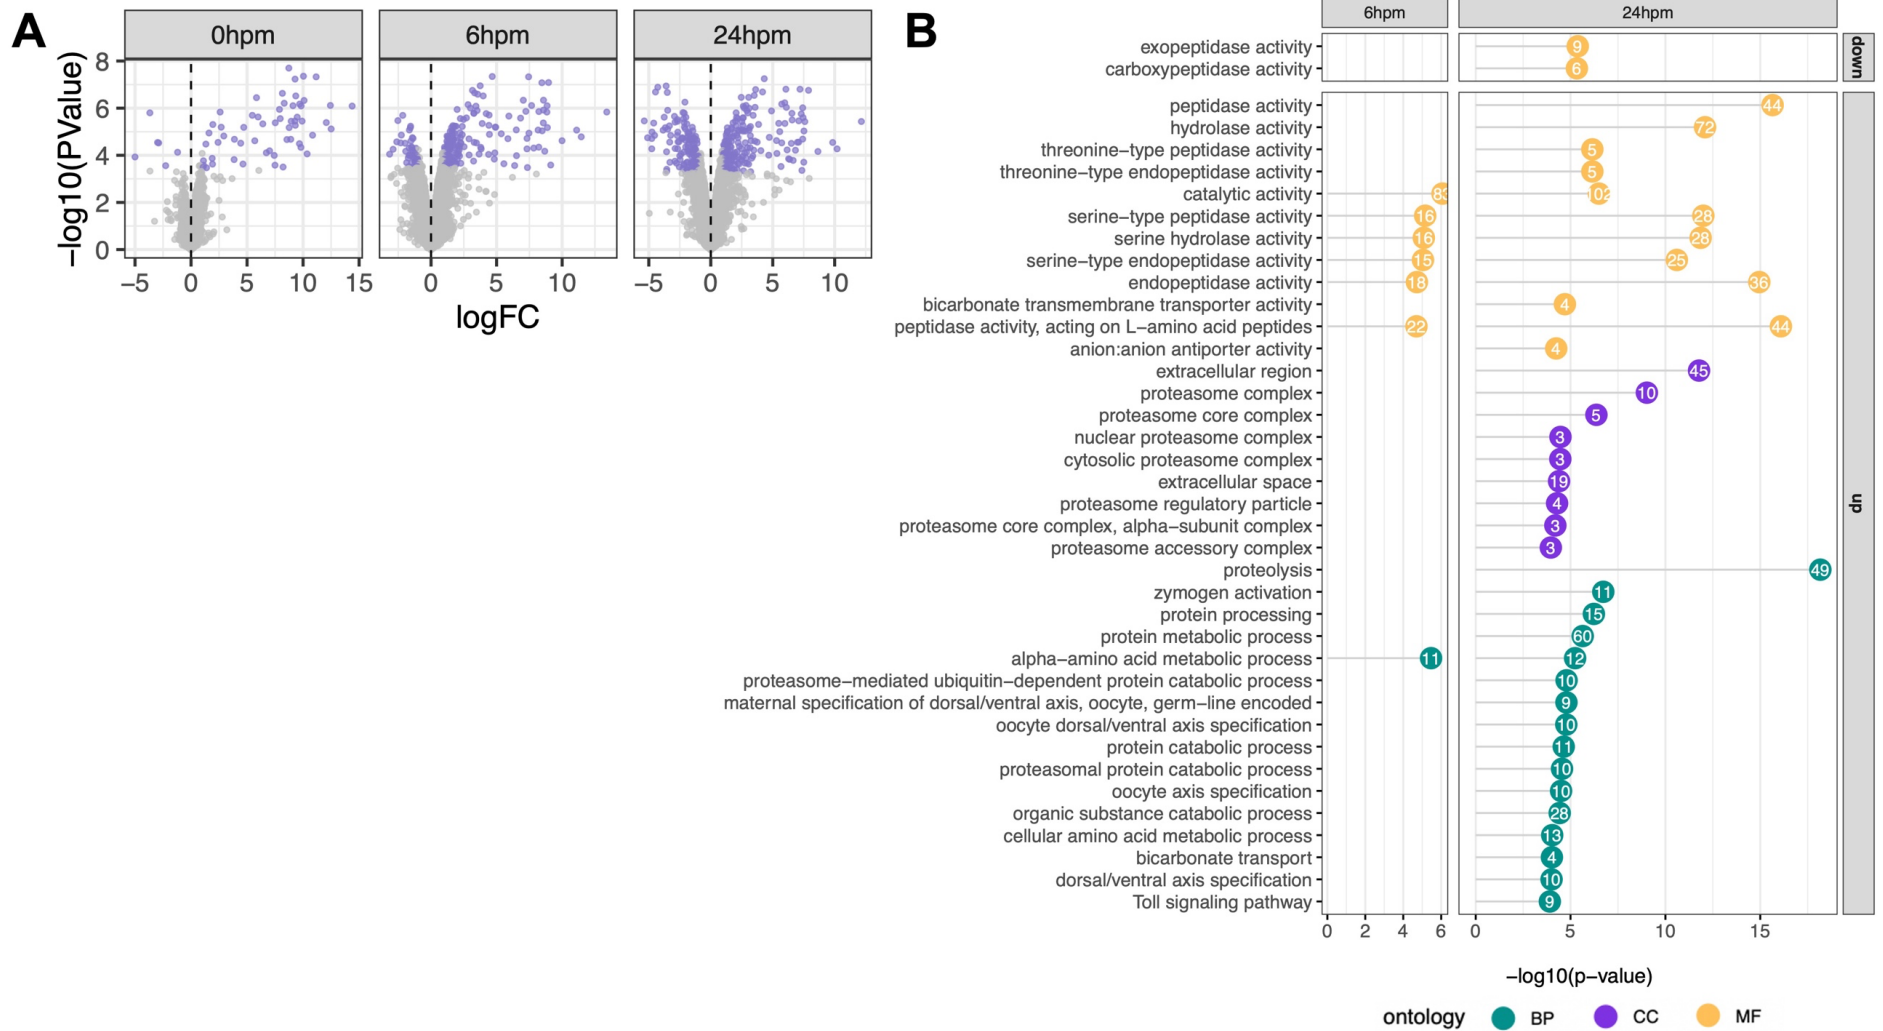 A
0hpm 6hpm 24hpm
−log10(PValue)
8
6
4
2
0
−5 0 5 10 15 0 5 10 −5 0 5 10
logFC
B
6hpm 24hpm
down
exopeptidase activity 9
carboxypeptidase activity 6
up
peptidase activity 44
hydrolase activity 72
threonine−type peptidase activity 5
threonine−type endopeptidase activity 5
catalytic activity 83 102
serine−type peptidase activity 16 28
serine hydrolase activity 16 28
serine−type endopeptidase activity 15 25
endopeptidase activity 18 36
bicarbonate transmembrane transporter activity 4
peptidase activity, acting on L−amino acid peptides 22 44
anion:anion antiporter activity 4
extracellular region 45
proteasome complex 10
proteasome core complex 5
nuclear proteasome complex 3
cytosolic proteasome complex 3
extracellular space 19
proteasome regulatory particle 4
proteasome core complex, alpha−subunit complex 3
proteasome accessory complex 3
proteolysis 49
zymogen activation 11
protein processing 15
protein metabolic process 60
alpha−amino acid metabolic process 11 12
proteasome−mediated ubiquitin−dependent protein catabolic process 10
maternal specification of dorsal/ventral axis, oocyte, germ−line encoded 9
oocyte dorsal/ventral axis specification 10
protein catabolic process 11
proteasomal protein catabolic process 10
oocyte axis specification 10
organic substance catabolic process 28
cellular amino acid metabolic process 13
bicarbonate transport 4
dorsal/ventral axis specification 10
Toll signaling pathway 9
0 2 4 6 0 5 10 15
−log10(p−value)
ontology BP CC MF